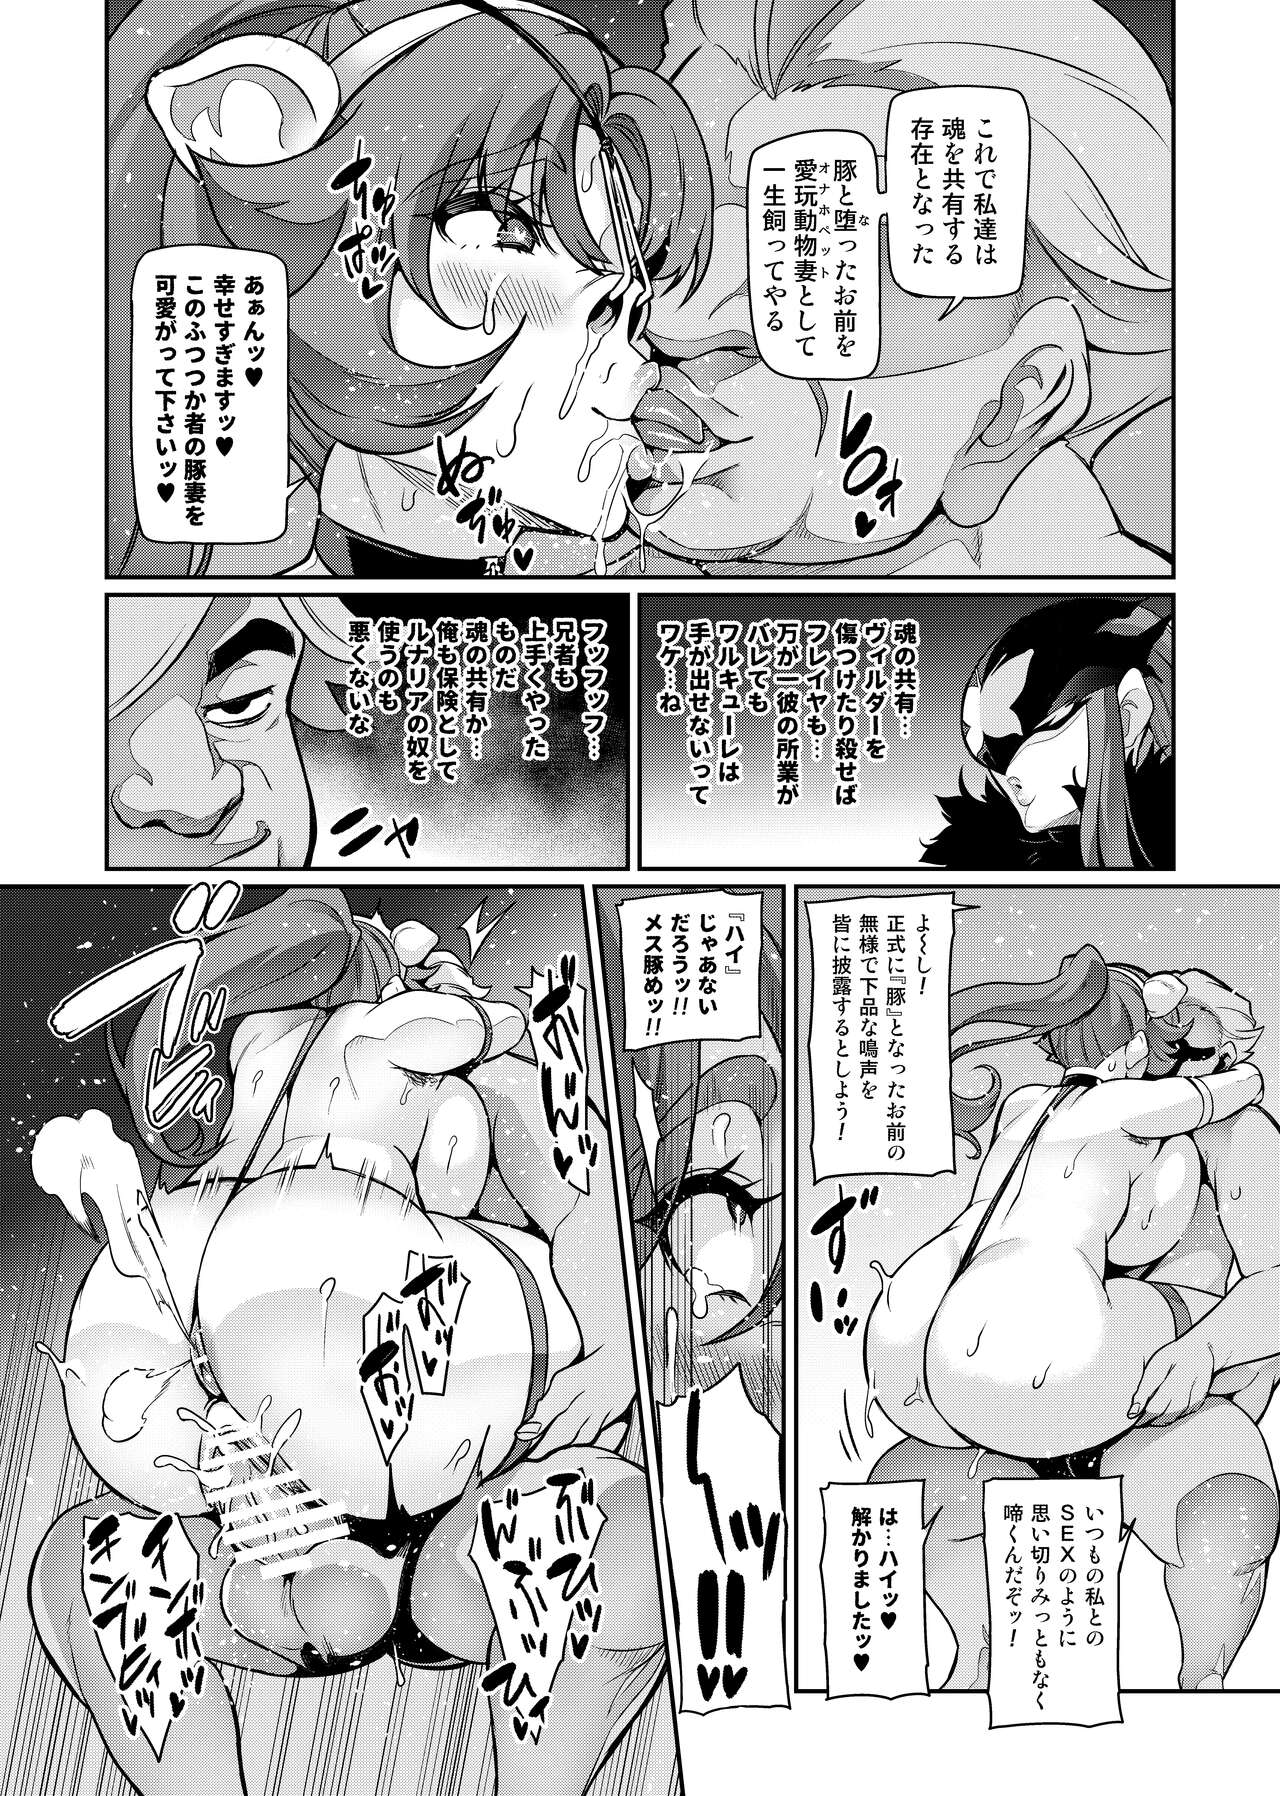 これで私達は
魂を共有する
存在となった
豚と堕ったお前を
な
愛玩動物妻として
オナホペット
一生飼ってやる
あぁんッ♥
幸せすぎますッ♥
このふつつか者の豚妻を
可愛がって下さいッ♥
魂の共有…
ヴィルダーを
傷つけたり殺せば
フレイヤも…
万が一彼の所業が
バレても
ワルキューレは
手が出せないって
ワケ…ね
フッフッフ…
兄者も
上手くやった
ものだ
魂の共有か…
俺も保険として
ルナリアの奴を
使うのも
悪くないな
ニヤ
よ～し！
正式に『豚』となったお前の
無様で下品な鳴声を
皆に披露するとしよう！
いつもの私との
SEXのように
思い切りみっともなく
啼くんだぞッ！
は…ハイッ♥
解かりましたッ♥
『ハイ』
じゃあない
だろうッ!!
メス豚めッ!!